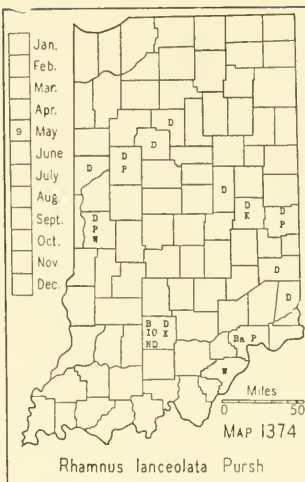 Jan.
Feb.
Mar.
Apr.
9 May
June
July
Aug
Sept.
Oct.
Nov
Dec.
D
D
D
D
P
D
D
K
D
P
D
P
W
D
D
B D
IO K
ND
Ba P
W
Miles
0 50
MAP 1374
Rhamnus lanceolata Pursh